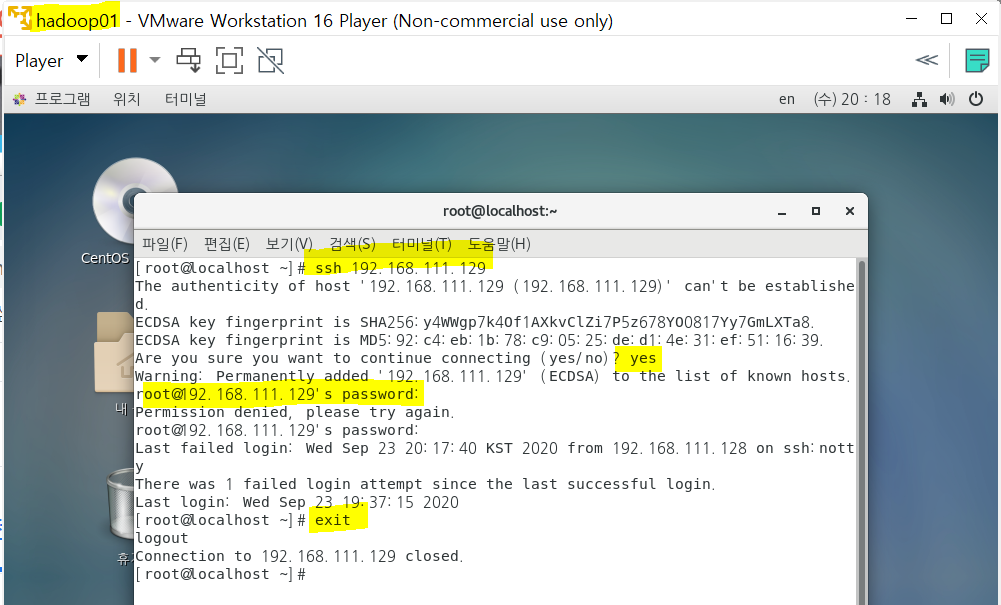 hadoop01 - VMware Workstation 16 Player (Non-commercial use only)
Player
프로그램 위치 터미널 en (수) 20 : 18
CentOS
내
휴
root@localhost:~
파일(F) 편집(E) 보기(V) 검색(S) 터미널(T) 도움말(H)
[root@localhost ~]# ssh 192.168.111.129
The authenticity of host '192.168.111.129 (192.168.111.129)' can't be establishe
d.
ECDSA key fingerprint is SHA256:y4WWgp7k4Of1AXkvClZi7P5z678YO0817Yy7GmLXTa8.
ECDSA key fingerprint is MD5:92:c4:eb:1b:78:c9:05:25:de:d1:4e:31:ef:51:16:39.
Are you sure you want to continue connecting (yes/no)? yes
Warning: Permanently added '192.168.111.129' (ECDSA) to the list of known hosts.
root@192.168.111.129's password:
Permission denied, please try again.
root@192.168.111.129's password:
Last failed login: Wed Sep 23 20:17:40 KST 2020 from 192.168.111.128 on ssh:nott
y
There was 1 failed login attempt since the last successful login.
Last login: Wed Sep 23 19:37:15 2020
[root@localhost ~]# exit
logout
Connection to 192.168.111.129 closed.
[root@localhost ~]#